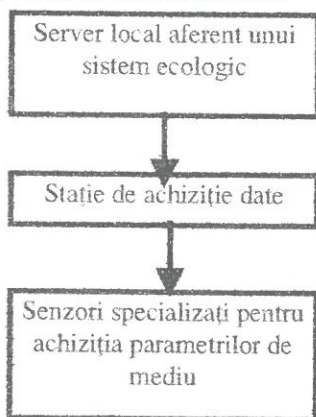 Server local aferent unui
sistem ecologic
Stație de achiziție date
Senzori specializați pentru
achiziția parametrilor de
mediu